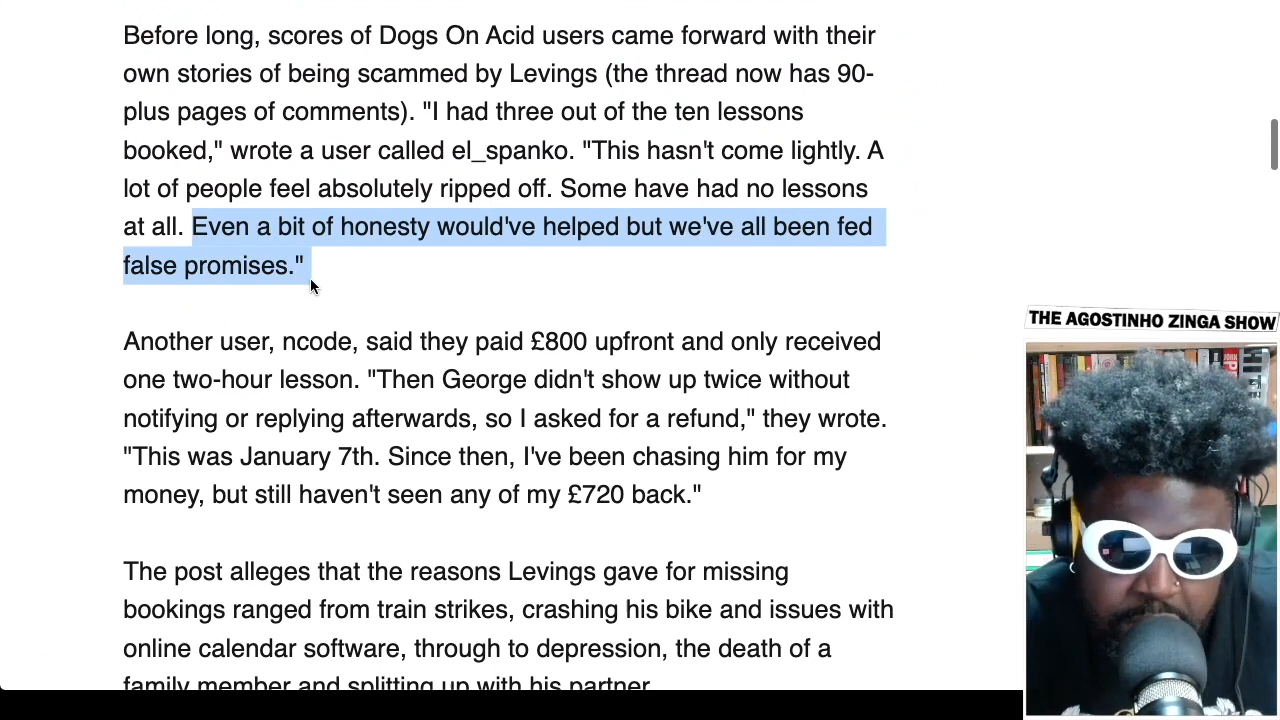 Before long, scores of Dogs On Acid users came forward with their
own stories of being scammed by Levings (the thread now has 90-
plus pages of comments). "I had three out of the ten lessons
booked," wrote a user called el_spanko. "This hasn't come lightly. A
lot of people feel absolutely ripped off. Some have had no lessons
at all. Even a bit of honesty would've helped but we've all been fed
false promises."
Another user, ncode, said they paid £800 upfront and only received
one two-hour lesson. "Then George didn't show up twice without
notifying or replying afterwards, so I asked for a refund," they wrote.
"This was January 7th. Since then, I've been chasing him for my
money, but still haven't seen any of my £720 back."
The post alleges that the reasons Levings gave for missing
bookings ranged from train strikes, crashing his bike and issues with
online calendar software, through to depression, the death of a
family member and splitting up with his partner.
THE AGOSTINHO ZINGA SHOW